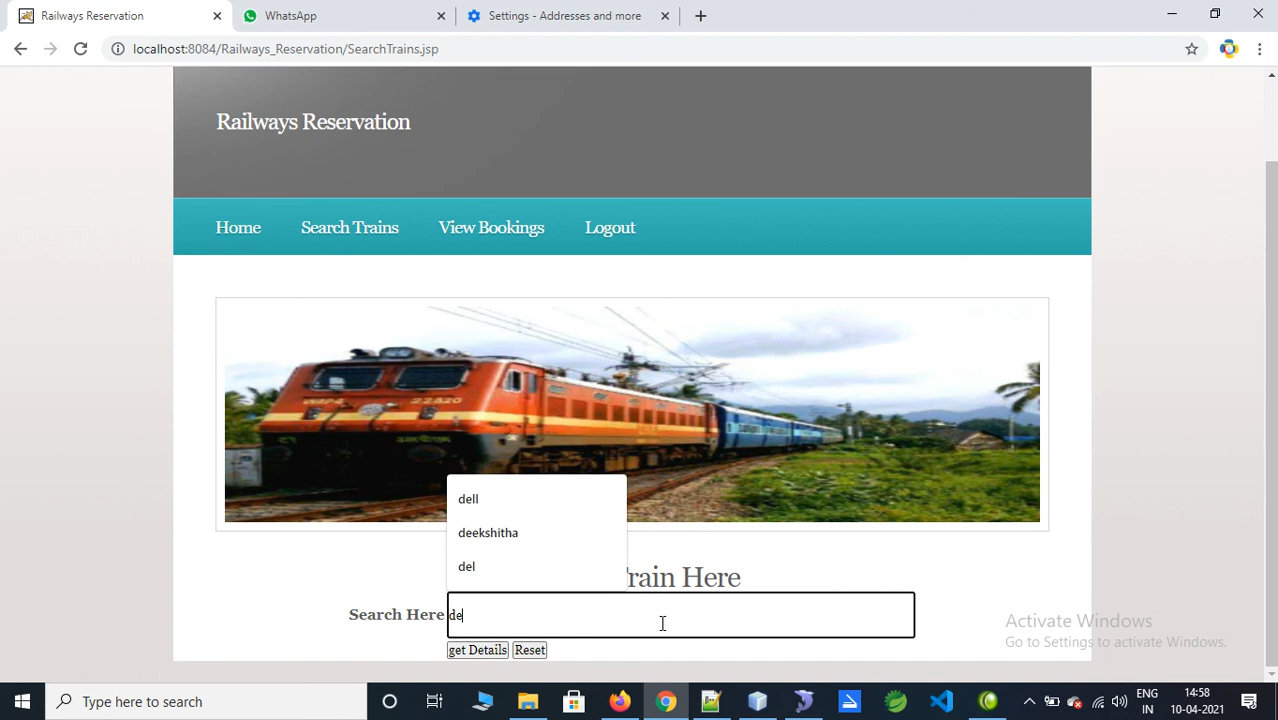 Railways Reservation
WhatsApp
Settings - Addresses and more
localhost:8084/Railways_Reservation/SearchTrains.jsp
Railways Reservation
Home
Search Trains
View Bookings
Logout
WAP4 22820
dell
deekshitha
del
Train Here
Search Here de
get Details Reset
Activate Windows
Go to Settings to activate Windows.
Type here to search
ENG
IN
14:58
10-04-2021